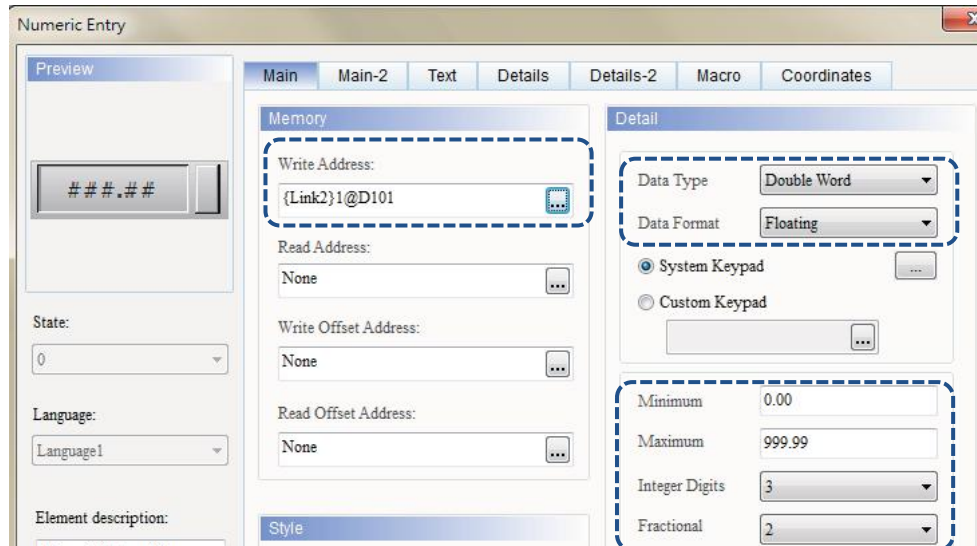 Numeric Entry
Preview
###.##
State:
0
Language:
Language1
Element description:
Main Main-2 Text Details Details-2 Macro Coordinates
Memory
Write Address:
{Link2}1@D101
...
Read Address:
None
...
Write Offset Address:
None
...
Read Offset Address:
None
...
Style
Detail
Data Type Double Word
Data Format Floating
System Keypad ...
Custom Keypad
...
Minimum 0.00
Maximum 999.99
Integer Digits 3
Fractional 2